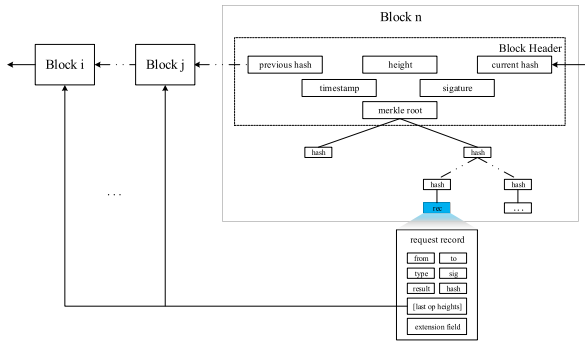 Block n
Block Header
Block i
Block j
previous hash
height
current hash
timestamp
sigature
merkle root
hash
hash
hash
hash
rec
. . .
. . .
request record
from
to
type
sig
result
hash
[last op heights]
extension field